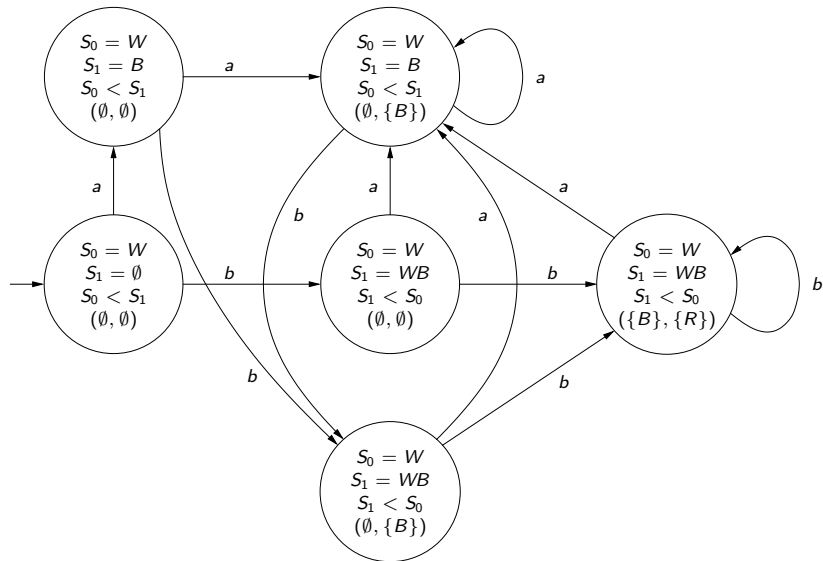 S₀ = W
S₁ = B
S₀ < S₁
(∅, ∅)
a
S₀ = W
S₁ = B
S₀ < S₁
(∅, {B})
a
a
b
a
a
a
S₀ = W
S₁ = ∅
S₀ < S₁
(∅, ∅)
b
S₀ = W
S₁ = WB
S₁ < S₀
(∅, ∅)
b
S₀ = W
S₁ = WB
S₁ < S₀
({B}, {R})
b
b
b
S₀ = W
S₁ = WB
S₁ < S₀
(∅, {B})